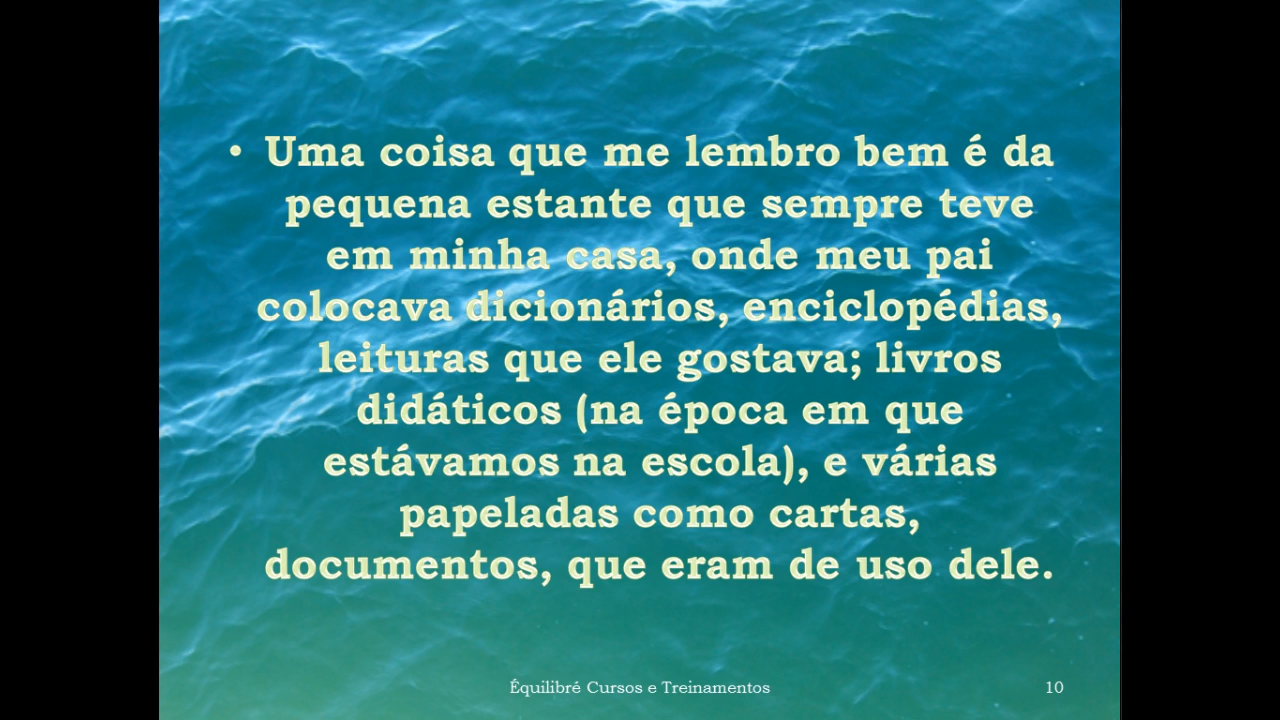 • Uma coisa que me lembro bem é da
pequena estante que sempre teve
em minha casa, onde meu pai
colocava dicionários, enciclopédias,
leituras que ele gostava; livros
didáticos (na época em que
estávamos na escola), e várias
papeladas como cartas,
documentos, que eram de uso dele.
Équilibré Cursos e Treinamentos
10